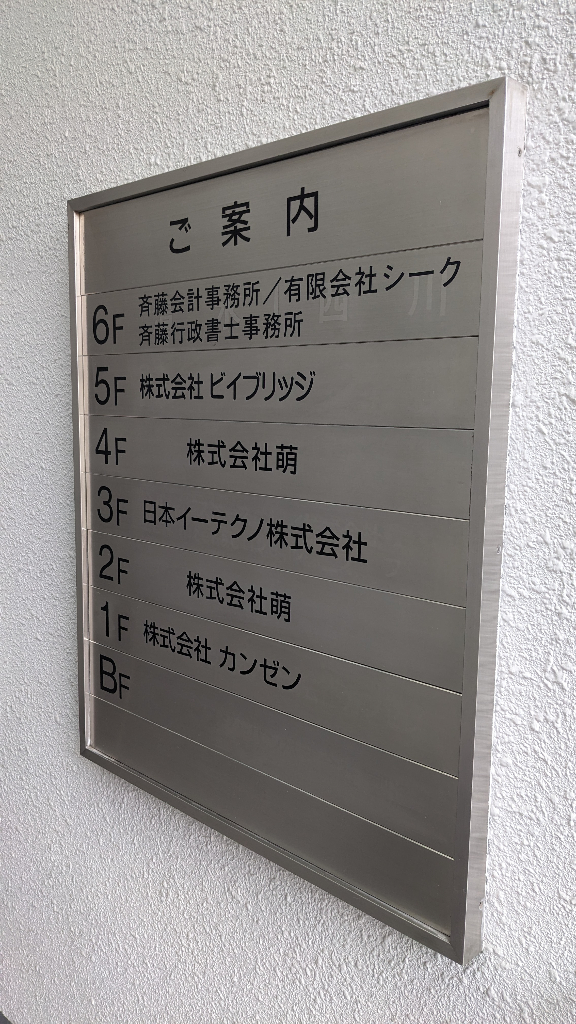 ご案内
6F 斉藤会計事務所／有限会社シーク
斉藤行政書士事務所
5F 株式会社 ビイブリッジ
4F 株式会社萌
3F 日本イーテクノ株式会社
2F 株式会社萌
1F 株式会社 カンゼン
BF